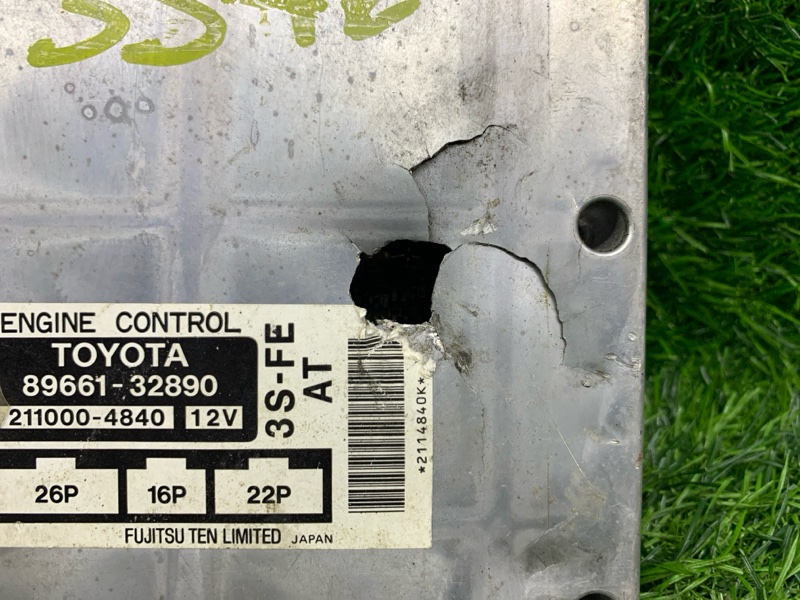 ENGINE CONTROL
TOYOTA
89661-32890
211000-4840 12V
3S-FE
AT
*2114840K*
26P 16P 22P
FUJITSU TEN LIMITED JAPAN